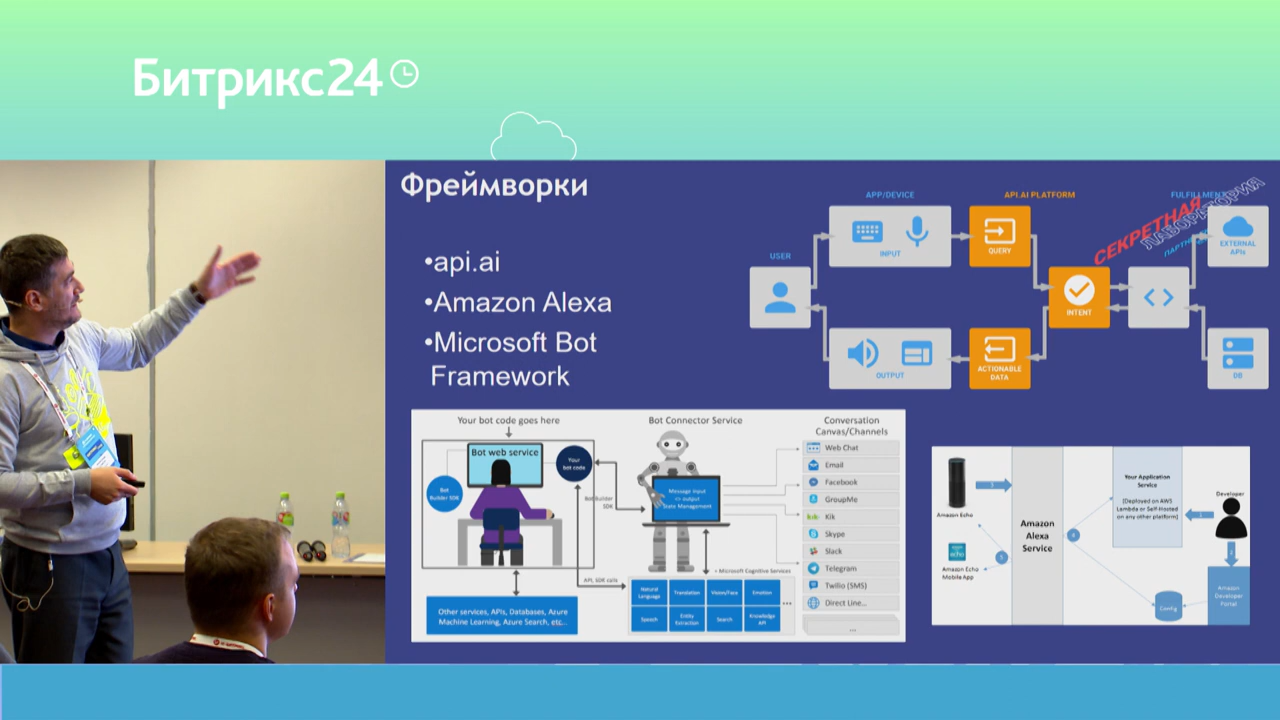 Битрикс24
Фреймворки
•api.ai
•Amazon Alexa
•Microsoft Bot
Framework
APP/DEVICE
API.AI PLATFORM
FULFILLMENT
СЕКРЕТНАЯ
ЛАБОРАТОРИЯ
USER
INPUT
QUERY
EXTERNAL
APIs
INTENT
OUTPUT
ACTIONABLE
DATA
DB
Your bot code goes here
Bot web service
Your
bot code
Bot
Builder SDK
Bot Builder
SDK
API, SDK calls
Other services, APIs, Databases, Azure
Machine Learning, Azure Search, etc...
Bot Connector Service
Message input
<> output
State Management
+ Microsoft Cognitive Services
Natural
Language
Translation
Vision/Face
Emotion
Speech
Entity
Extraction
Search
Knowledge
API
...
Conversation
Canvas/Channels
Web Chat
Email
Facebook
GroupMe
Kik
Skype
Slack
Telegram
Twilio (SMS)
Direct Line...
...
Amazon Echo
Amazon Echo
Mobile App
Amazon
Alexa
Service
Your Application
Service
[Deployed on AWS
Lambda or Self-Hosted
on any other platform]
Developer
Amazon
Developer
Portal
Config